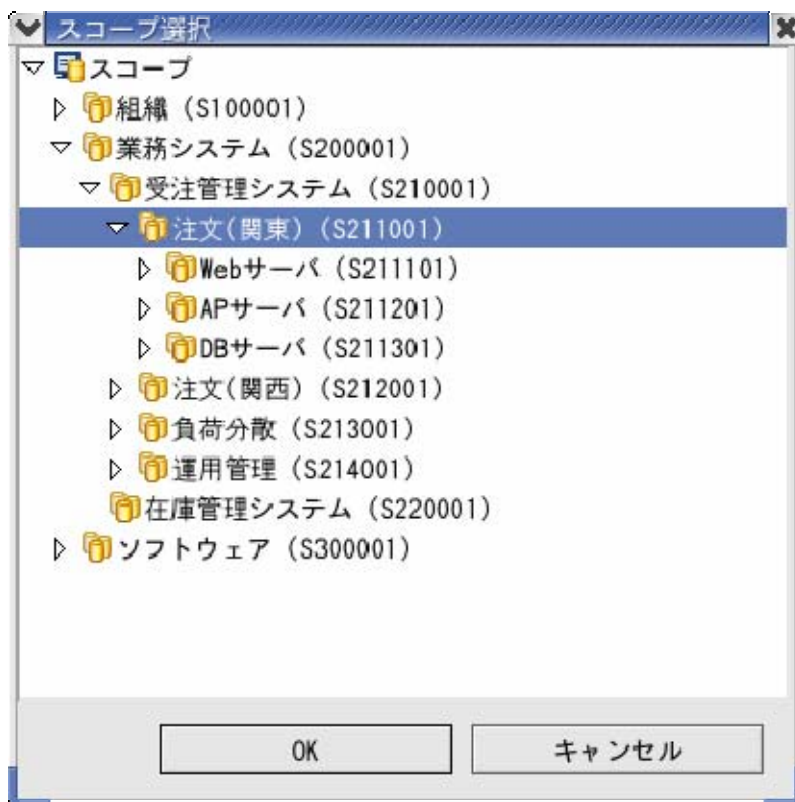 スコープ選択
スコープ
組織 (S100001)
業務システム (S200001)
受注管理システム (S210001)
注文(関東) (S211001)
Webサーバ (S211101)
APサーバ (S211201)
DBサーバ (S211301)
注文(関西) (S212001)
負荷分散 (S213001)
運用管理 (S214001)
在庫管理システム (S220001)
ソフトウェア (S300001)
OK
キャンセル